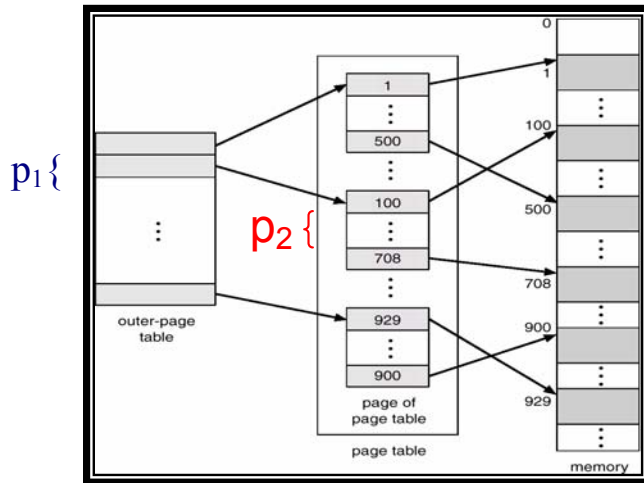 p₁{
outer-page
table
1
500
100
p₂ {
708
929
900
page of
page table
page table
0
1
100
500
708
900
929
memory